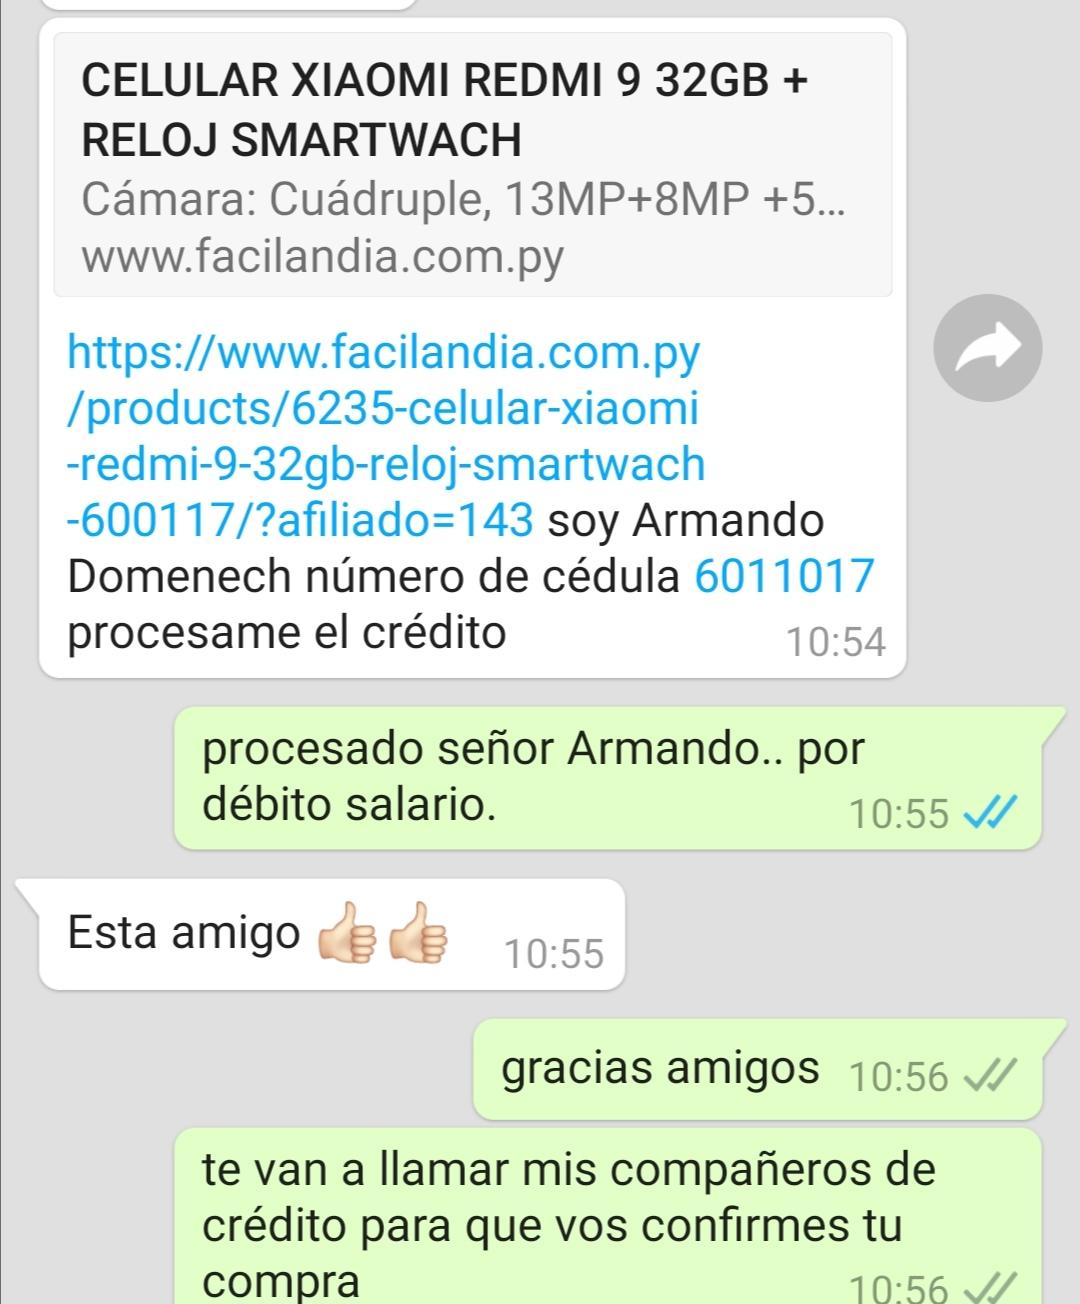 CELULAR XIAOMI REDMI 9 32GB +
RELOJ SMARTWACH
Cámara: Cuádruple, 13MP+8MP +5...
www.facilandia.com.py
https://www.facilandia.com.py
/products/6235-celular-xiaomi
-redmi-9-32gb-reloj-smartwach
-600117/?afiliado=143 soy Armando
Domenech número de cédula 6011017
procesame el crédito 10:54
procesado señor Armando.. por
débito salario. 10:55
Esta amigo 👍🏻👍🏻 10:55
gracias amigos 10:56
te van a llamar mis compañeros de
crédito para que vos confirmes tu
compra 10:56